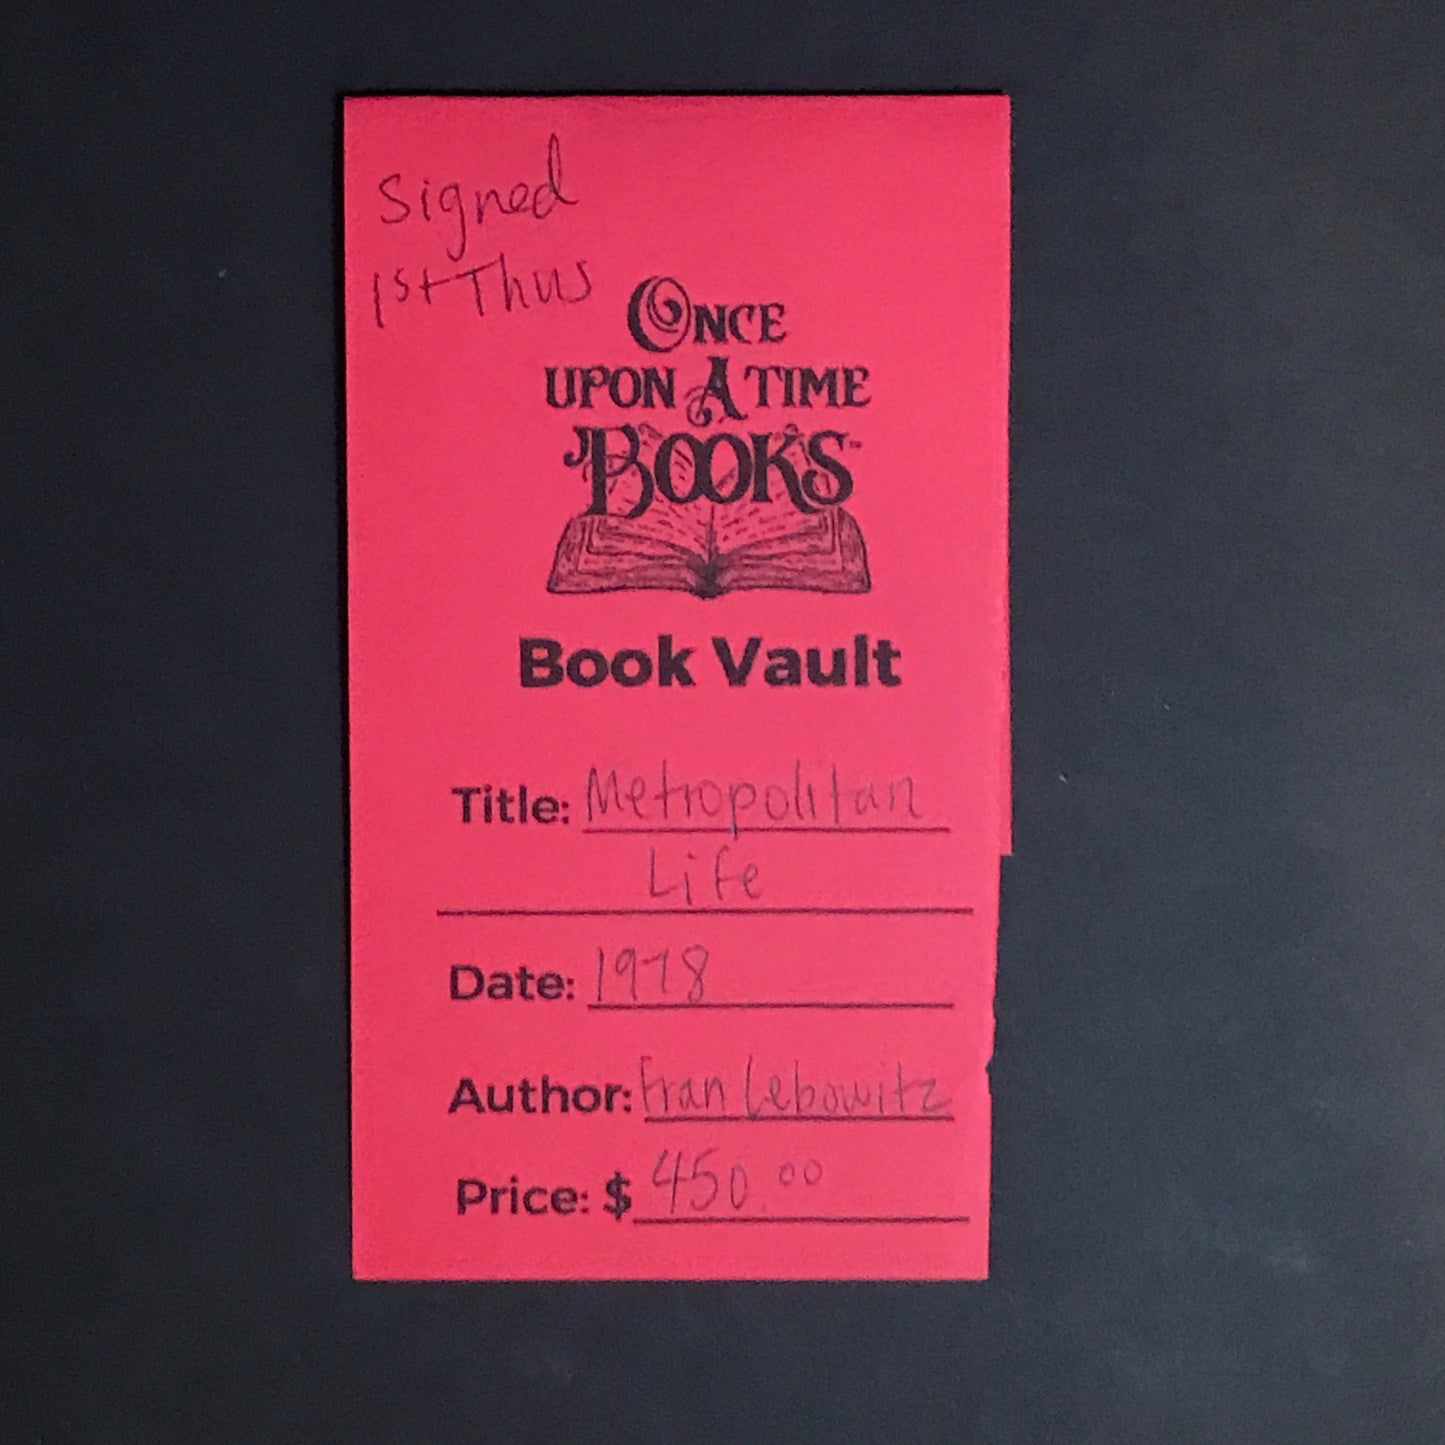 Signed
1st Thus
ONCE
UPON A TIME
BOOKS™
Book Vault
Title: Metropolitan
Life
Date: 1978
Author: Fran Lebowitz
Price: $ 450.00